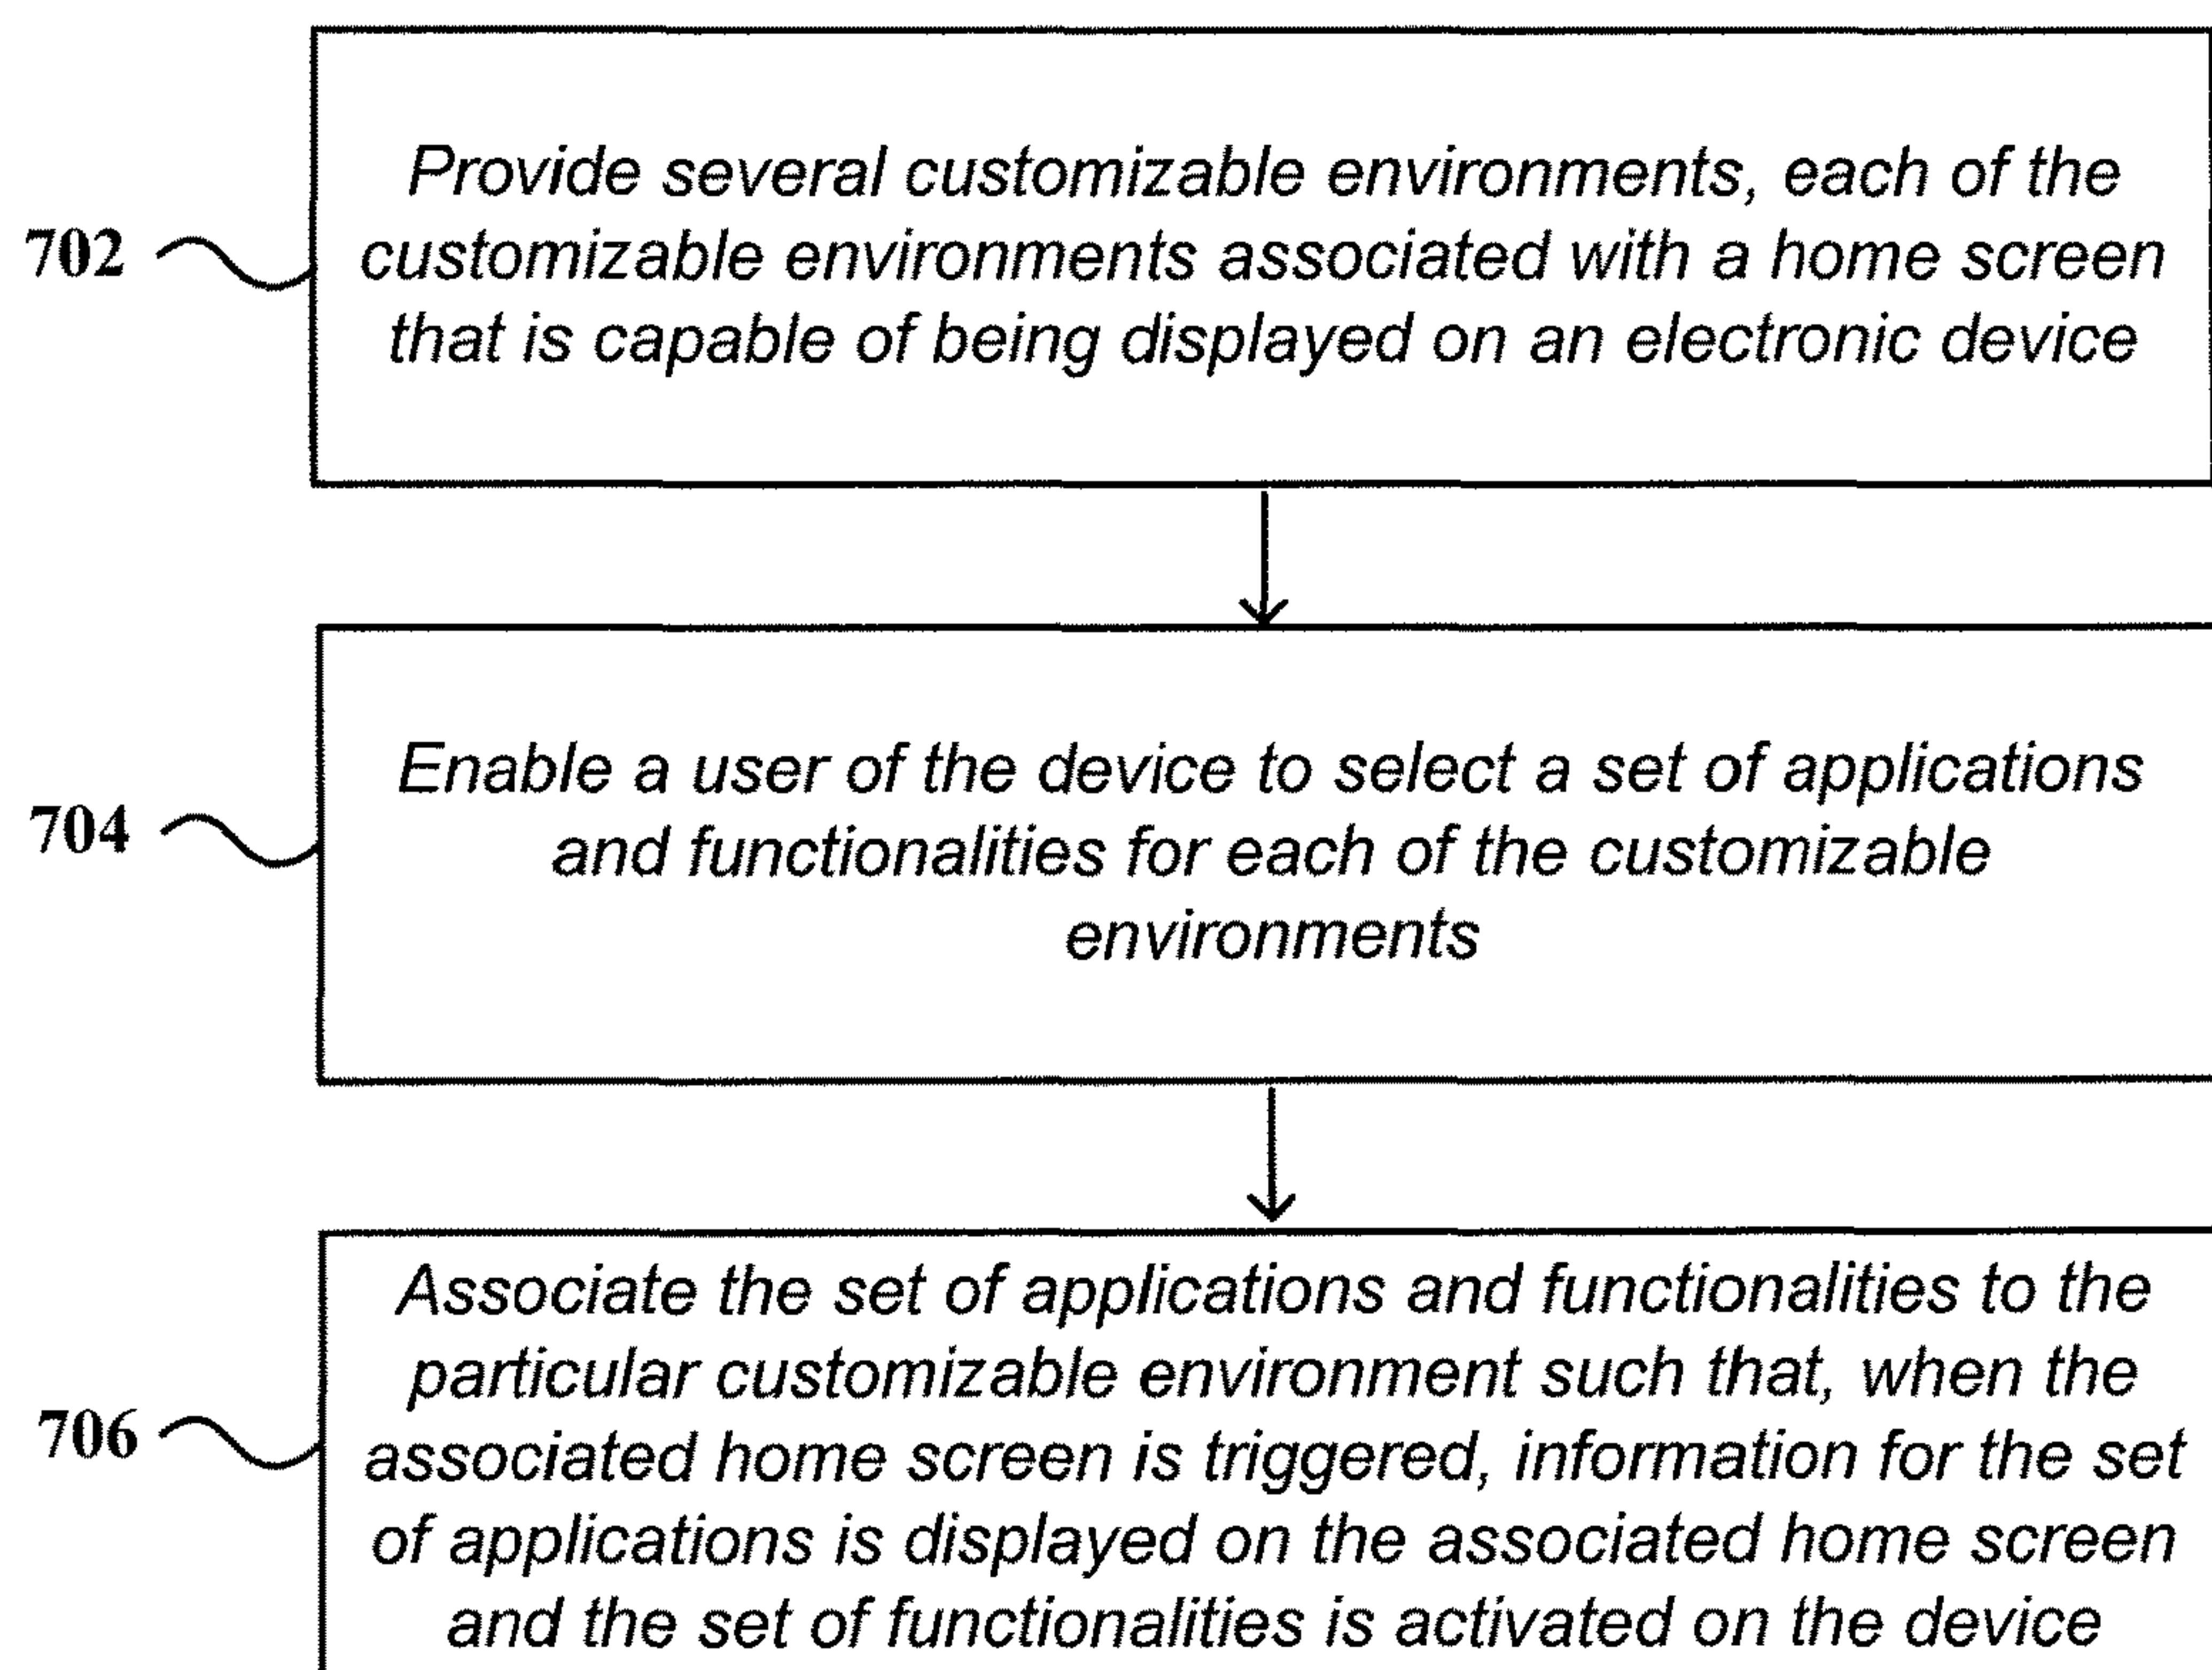 Provide several customizable environments, each of the
702
customizable environments associated with a home screen
that is capable of being displayed on an electronic device
Enable a user of the device to select a set of applications
704
and functionalities for each of the customizable
environments
Associate the set of applications and functionalities to the
particular customizable environment such that, when the
706
associated home screen is triggered, information for the set
of applications is displayed on the associated home screen
and the set of functionalities is activated on the device